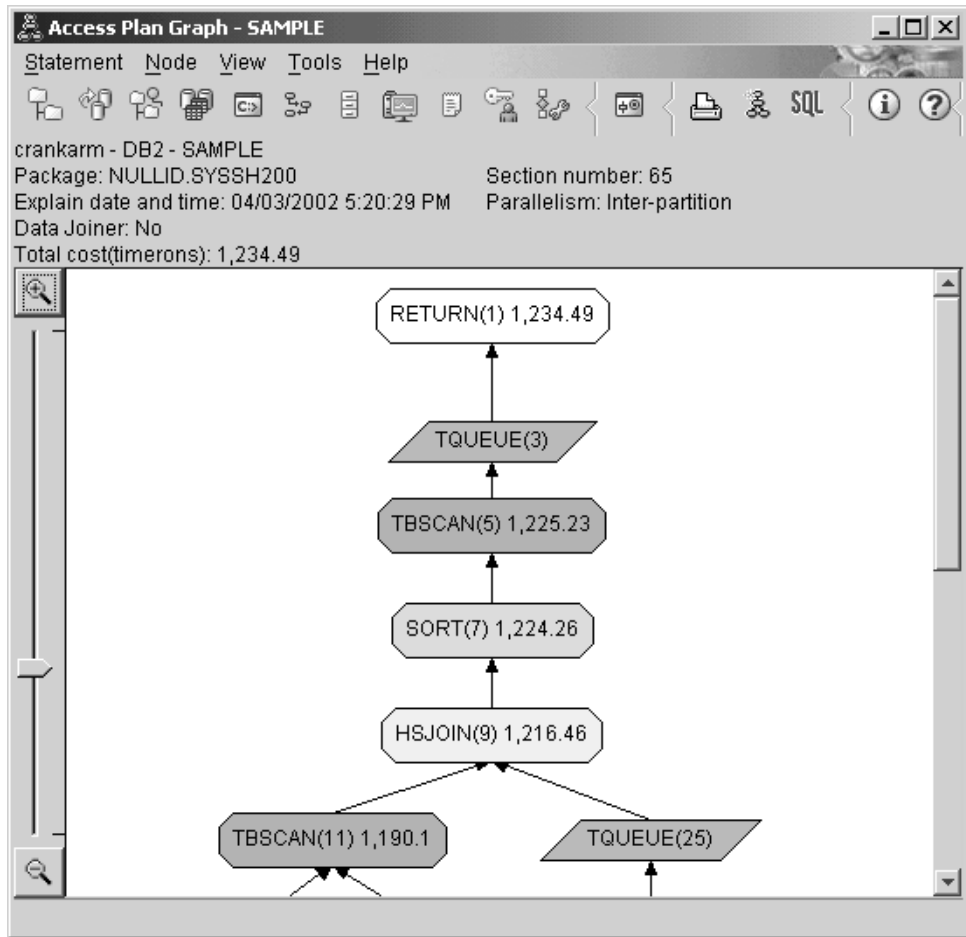 Access Plan Graph - SAMPLE
Statement Node View Tools Help
C:> SQL i ?
crankarm - DB2 - SAMPLE
Package: NULLID.SYSSH200 Section number: 65
Explain date and time: 04/03/2002 5:20:29 PM Parallelism: Inter-partition
Data Joiner: No
Total cost(timerons): 1,234.49
RETURN(1) 1,234.49
TQUEUE(3)
TBSCAN(5) 1,225.23
SORT(7) 1,224.26
HSJOIN(9) 1,216.46
TBSCAN(11) 1,190.1 TQUEUE(25)